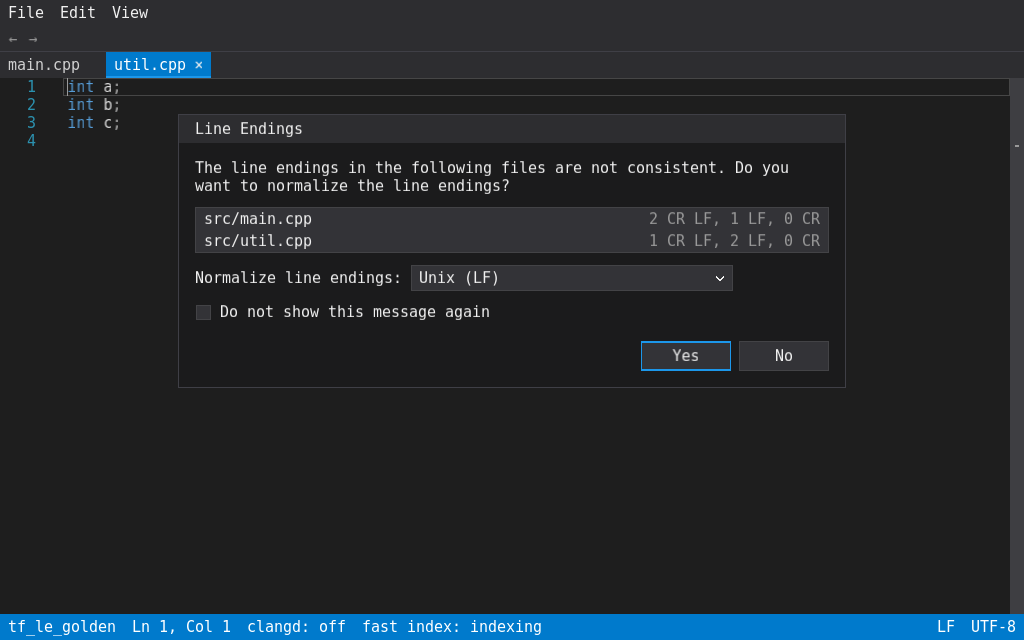 File Edit View
← →
main.cpp util.cpp ×
1 int a;
2 int b;
3 int c;
4
Line Endings
The line endings in the following files are not consistent. Do you
want to normalize the line endings?
src/main.cpp 2 CR LF, 1 LF, 0 CR
src/util.cpp 1 CR LF, 2 LF, 0 CR
Normalize line endings: Unix (LF)
Do not show this message again
Yes No
tf_le_golden Ln 1, Col 1 clangd: off fast index: indexing LF UTF-8